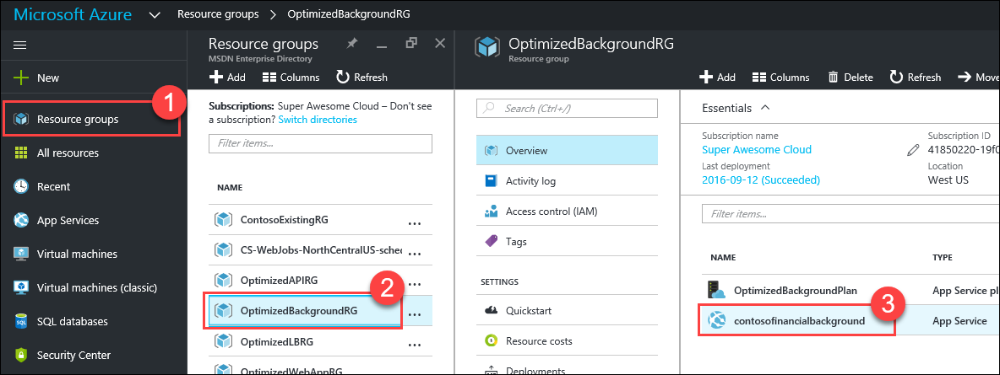 Microsoft Azure
Resource groups
OptimizedBackgroundRG
New
Resource groups
1
All resources
Recent
App Services
Virtual machines
Virtual machines (classic)
SQL databases
Security Center
Resource groups
MSDN Enterprise Directory
Add
Columns
Refresh
Subscriptions: Super Awesome Cloud – Don't see
a subscription? Switch directories
Filter items...
NAME
ContosoExistingRG
...
CS-WebJobs-NorthCentralUS-sched
...
OptimizedAPIRG
...
2
OptimizedBackgroundRG
...
OptimizedLBRG
...
OptimizedWebAppRG
...
OptimizedBackgroundRG
Resource group
Search (Ctrl+/)
Overview
Activity log
Access control (IAM)
Tags
SETTINGS
Quickstart
Resource costs
Deployments
Add
Columns
Delete
Refresh
Move
Essentials
Subscription name
Super Awesome Cloud
Last deployment
2016-09-12 (Succeeded)
Subscription ID
41850220-19f0
Location
West US
Filter items...
NAME
TYPE
OptimizedBackgroundPlan
App Service pl
3
contosofinancialbackground
App Service